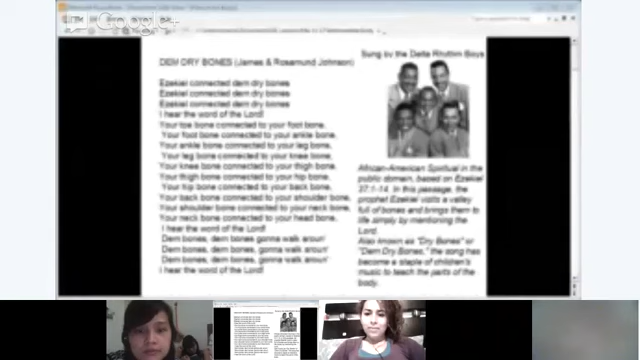 Google+
DEM DRY BONES (James & Rosamund Johnson)
Ezekiel connected dem dry bones
Ezekiel connected dem dry bones
Ezekiel connected dem dry bones
I hear the word of the Lord!
Your toe bone connected to your foot bone,
Your foot bone connected to your ankle bone,
Your ankle bone connected to your leg bone,
Your leg bone connected to your knee bone,
Your knee bone connected to your thigh bone,
Your thigh bone connected to your hip bone,
Your hip bone connected to your back bone,
Your back bone connected to your shoulder bone,
Your shoulder bone connected to your neck bone,
Your neck bone connected to your head bone,
I hear the word of the Lord!
Dem bones, dem bones gonna walk aroun'
Dem bones, dem bones, gonna walk aroun'
Dem bones, dem bones, gonna walk aroun'
I hear the word of the Lord!
Sung by the Delta Rhythm Boys
African-American Spiritual in the
public domain, based on Ezekiel
37:1-14. In this passage, the
prophet Ezekiel visits a valley
full of bones and brings them to
life simply by mentioning the
Lord.
Also known as "Dry Bones" or
"Dem Dry Bones," the song has
become a staple of children's
music to teach the parts of the
body.